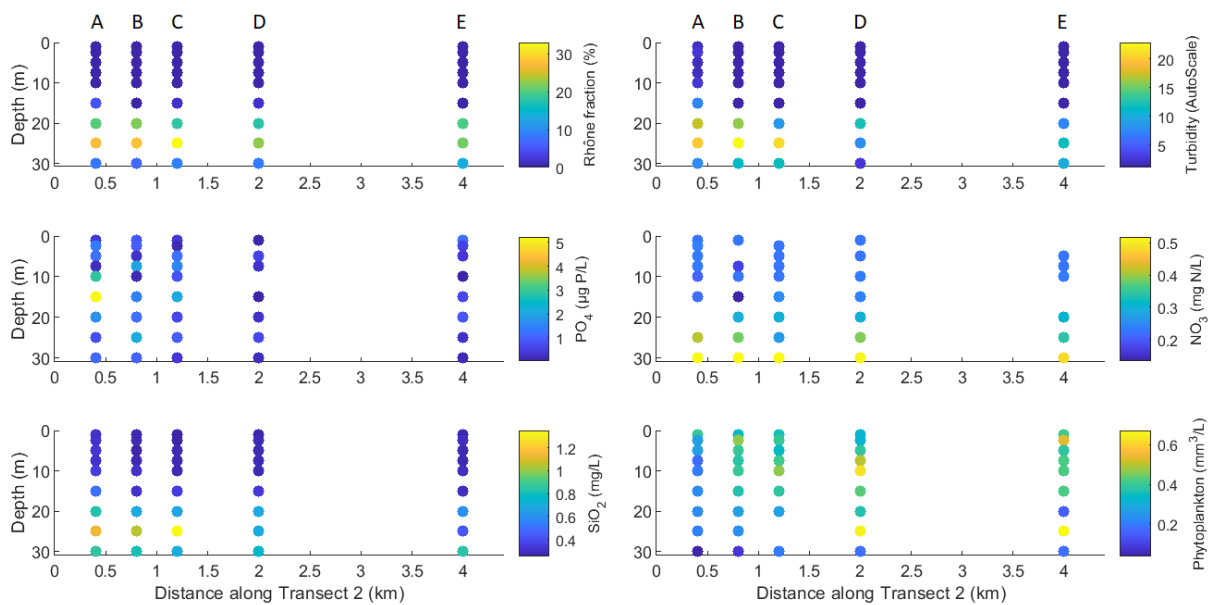 A B C D E
0
10
20
30
Depth (m)
0 0.5 1 1.5 2 2.5 3 3.5 4
30
20
10
0
Rhône fraction (%)
A B C D E
0
10
20
30
0 0.5 1 1.5 2 2.5 3 3.5 4
20
15
10
5
Turbidity (AutoScale)
0
10
20
30
Depth (m)
0 0.5 1 1.5 2 2.5 3 3.5 4
5
4
3
2
1
PO4 (µg P/L)
0
10
20
30
0 0.5 1 1.5 2 2.5 3 3.5 4
0.5
0.4
0.3
0.2
NO3 (mg N/L)
0
10
20
30
Depth (m)
0 0.5 1 1.5 2 2.5 3 3.5 4
Distance along Transect 2 (km)
1.2
1
0.8
0.6
0.4
SiO2 (mg/L)
0
10
20
30
0 0.5 1 1.5 2 2.5 3 3.5 4
Distance along Transect 2 (km)
0.6
0.4
0.2
Phytoplankton (mm³/L)